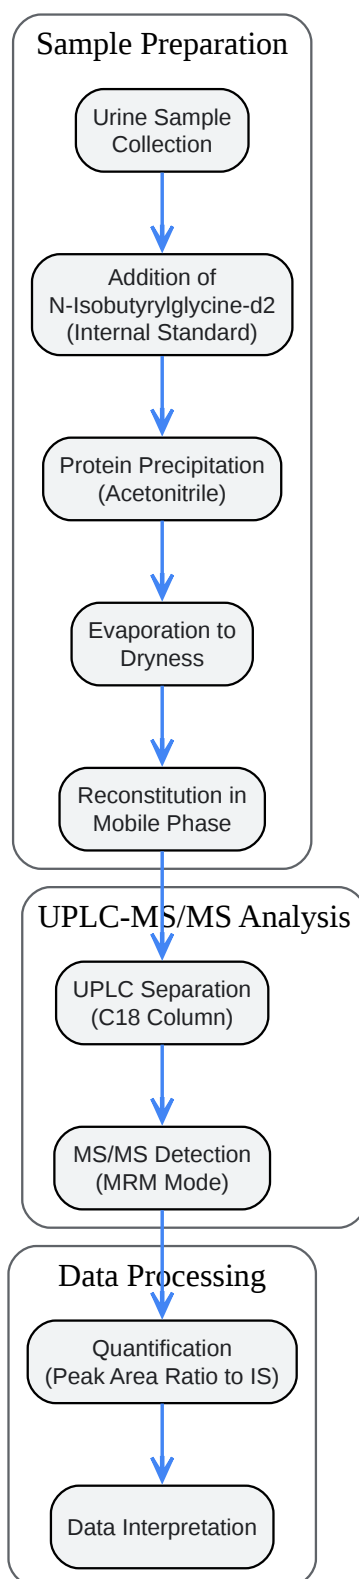 Sample Preparation
Urine Sample
Collection
Addition of
N-Isobutyrylglycine-d2
(Internal Standard)
Protein Precipitation
(Acetonitrile)
Evaporation to
Dryness
Reconstitution in
Mobile Phase
UPLC-MS/MS Analysis
UPLC Separation
(C18 Column)
MS/MS Detection
(MRM Mode)
Data Processing
Quantification
(Peak Area Ratio to IS)
Data Interpretation